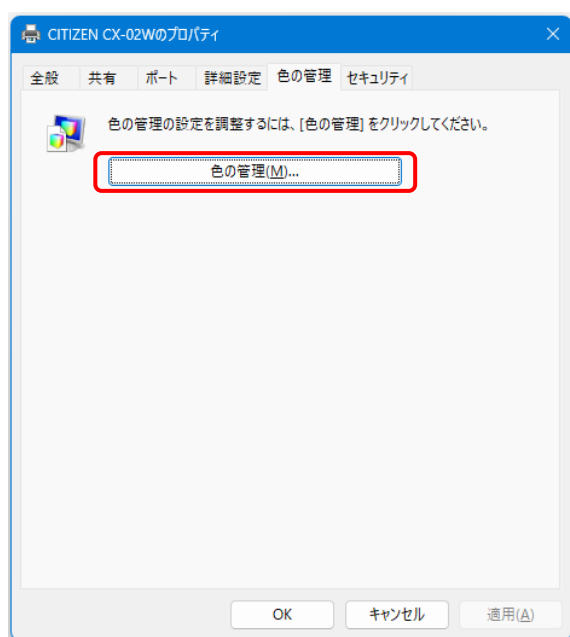 CITIZEN CX-02Wのプロパティ
全般 共有 ポート 詳細設定 色の管理 セキュリティ
色の管理の設定を調整するには、[色の管理] をクリックしてください。
色の管理(M)...
OK キャンセル 適用(A)